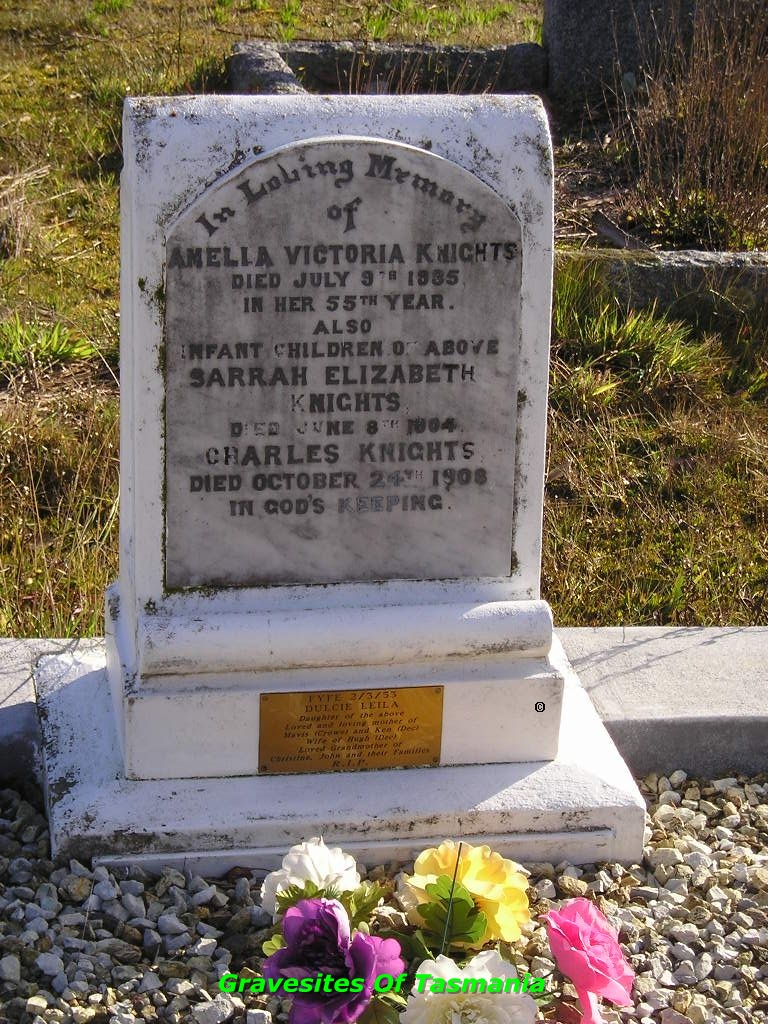 In Loving Memory
of
AMELIA VICTORIA KNIGHTS
DIED JULY 9TH 1935
IN HER 55TH YEAR.
ALSO
INFANT CHILDREN OF ABOVE
SARRAH ELIZABETH
KNIGHTS,
DIED JUNE 8TH 1904.
CHARLES KNIGHTS
DIED OCTOBER 24TH 1908
IN GOD'S KEEPING.
FYFE 2/3/53
DULCIE LEILA
Daughter of the above
Loved and loving mother of
Mavis (Crowe) and Ken (Dec)
Wife of Hugh (Dec)
Loved Grandmother of
Christine, John and their Families
R.I.P.
©
Gravesites Of Tasmania